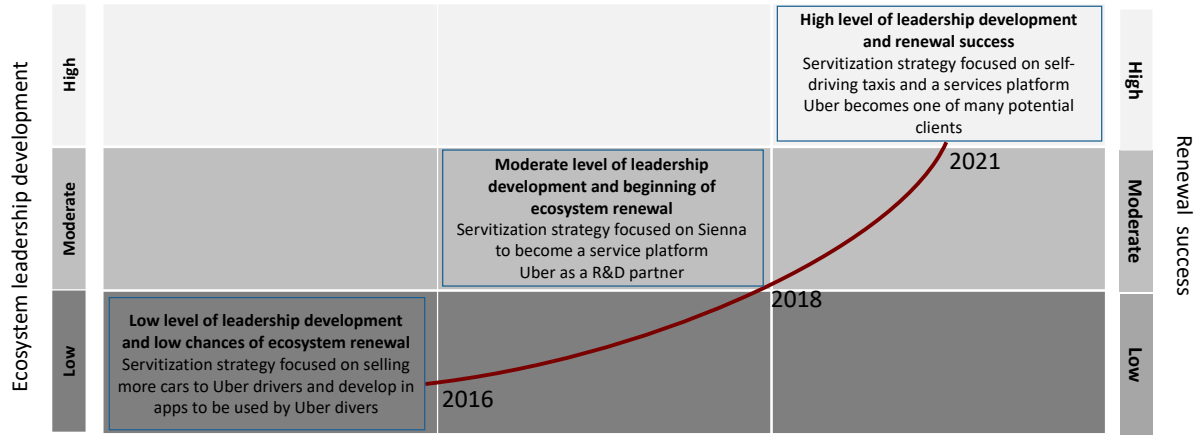 Ecosystem leadership development
High
Moderate
Low
High level of leadership development
and renewal success
Servitization strategy focused on self-
driving taxis and a services platform
Uber becomes one of many potential
clients
2021
Moderate level of leadership
development and beginning of
ecosystem renewal
Servitization strategy focused on Sienna
to become a service platform
Uber as a R&D partner
2018
Low level of leadership development
and low chances of ecosystem renewal
Servitization strategy focused on selling
more cars to Uber drivers and develop in
apps to be used by Uber divers
2016
High
Moderate
Low
Renewal success